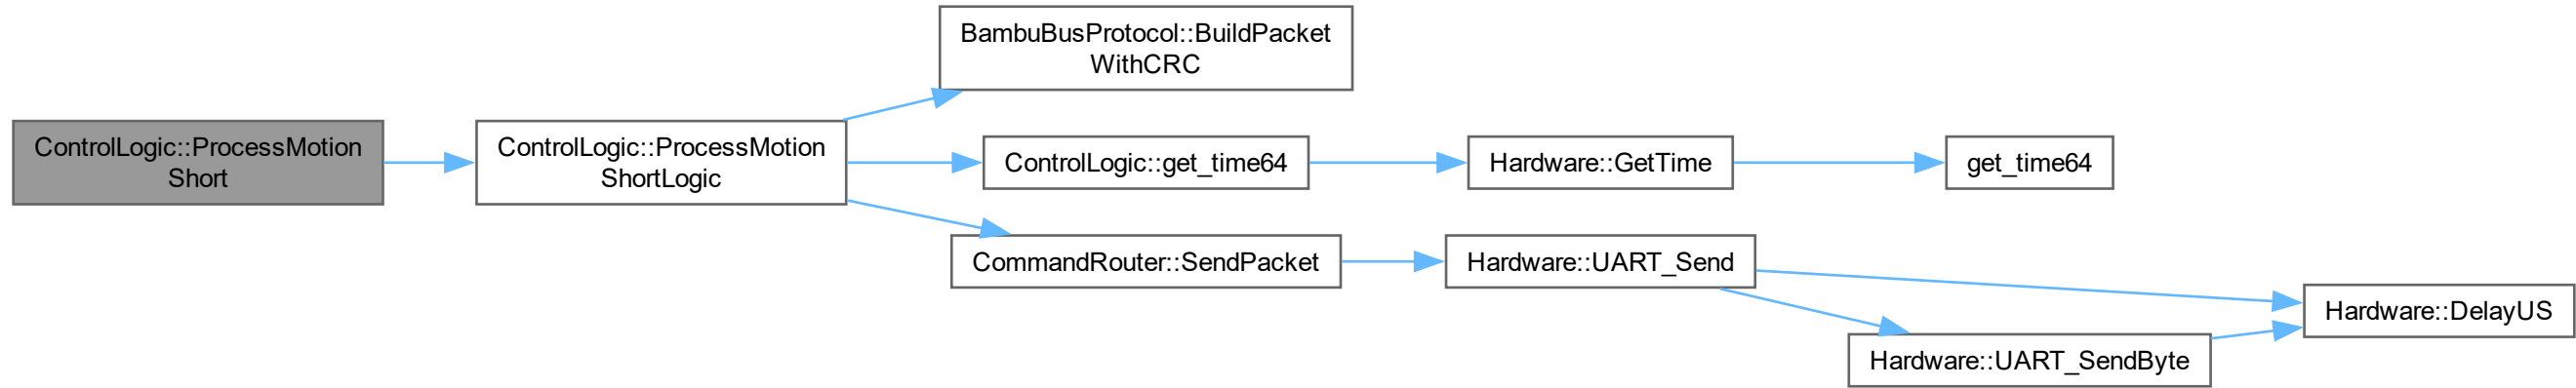 ControlLogic::ProcessMotion
Short
ControlLogic::ProcessMotion
ShortLogic
BambuBusProtocol::BuildPacket
WithCRC
ControlLogic::get_time64
Hardware::GetTime
get_time64
CommandRouter::SendPacket
Hardware::UART_Send
Hardware::UART_SendByte
Hardware::DelayUS